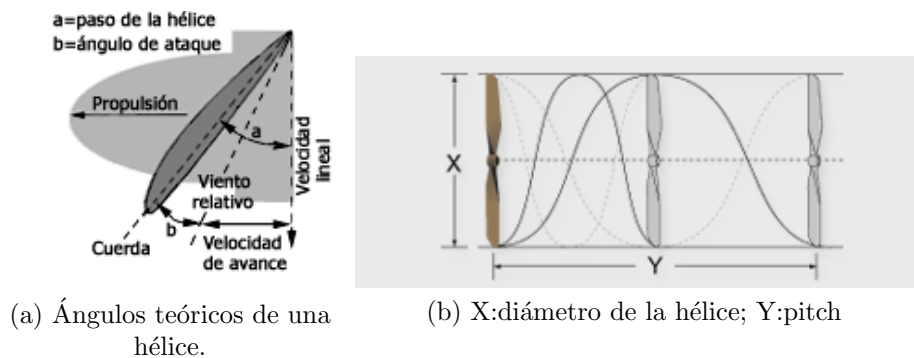 a=paso de la hélice
b=ángulo de ataque
Propulsión
a
Velocidad
lineal
Viento
relativo
b
Cuerda
Velocidad
de avance
X
Y
(a) Ángulos teóricos de una
hélice.
(b) X:diámetro de la hélice; Y:pitch